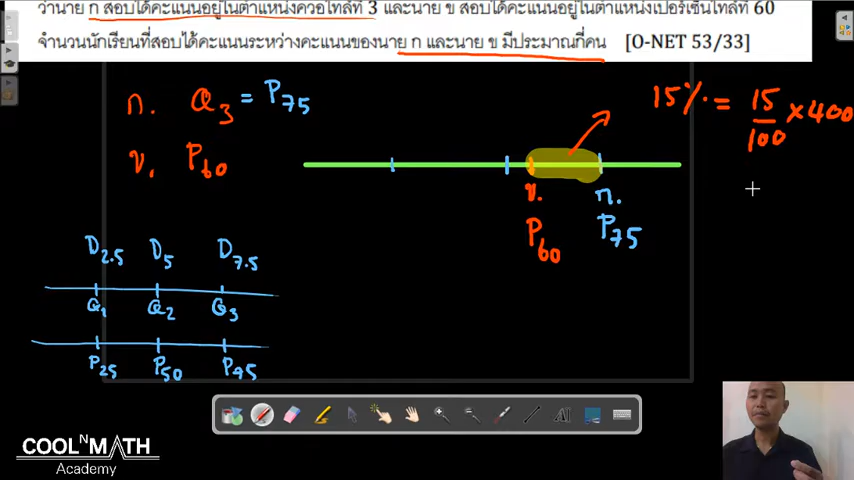 ว่านาย ก สอบได้คะแนนอยู่ในตำแหน่งควอไทล์ที่ 3 และนาย ข สอบได้คะแนนอยู่ในตำแหน่งเปอร์เซ็นไทล์ที่ 60
จำนวนนักเรียนที่สอบได้คะแนนระหว่างคะแนนของนาย ก และนาย ข มีประมาณกี่คน [O-NET 53/33]
ก. Q3 = P75
ข. P60
15% = 15/100 × 400
ข. ก.
P60 P75
D2.5 D5 D7.5
Q1 Q2 Q3
P25 P50 P75
COOL N MATH
Academy